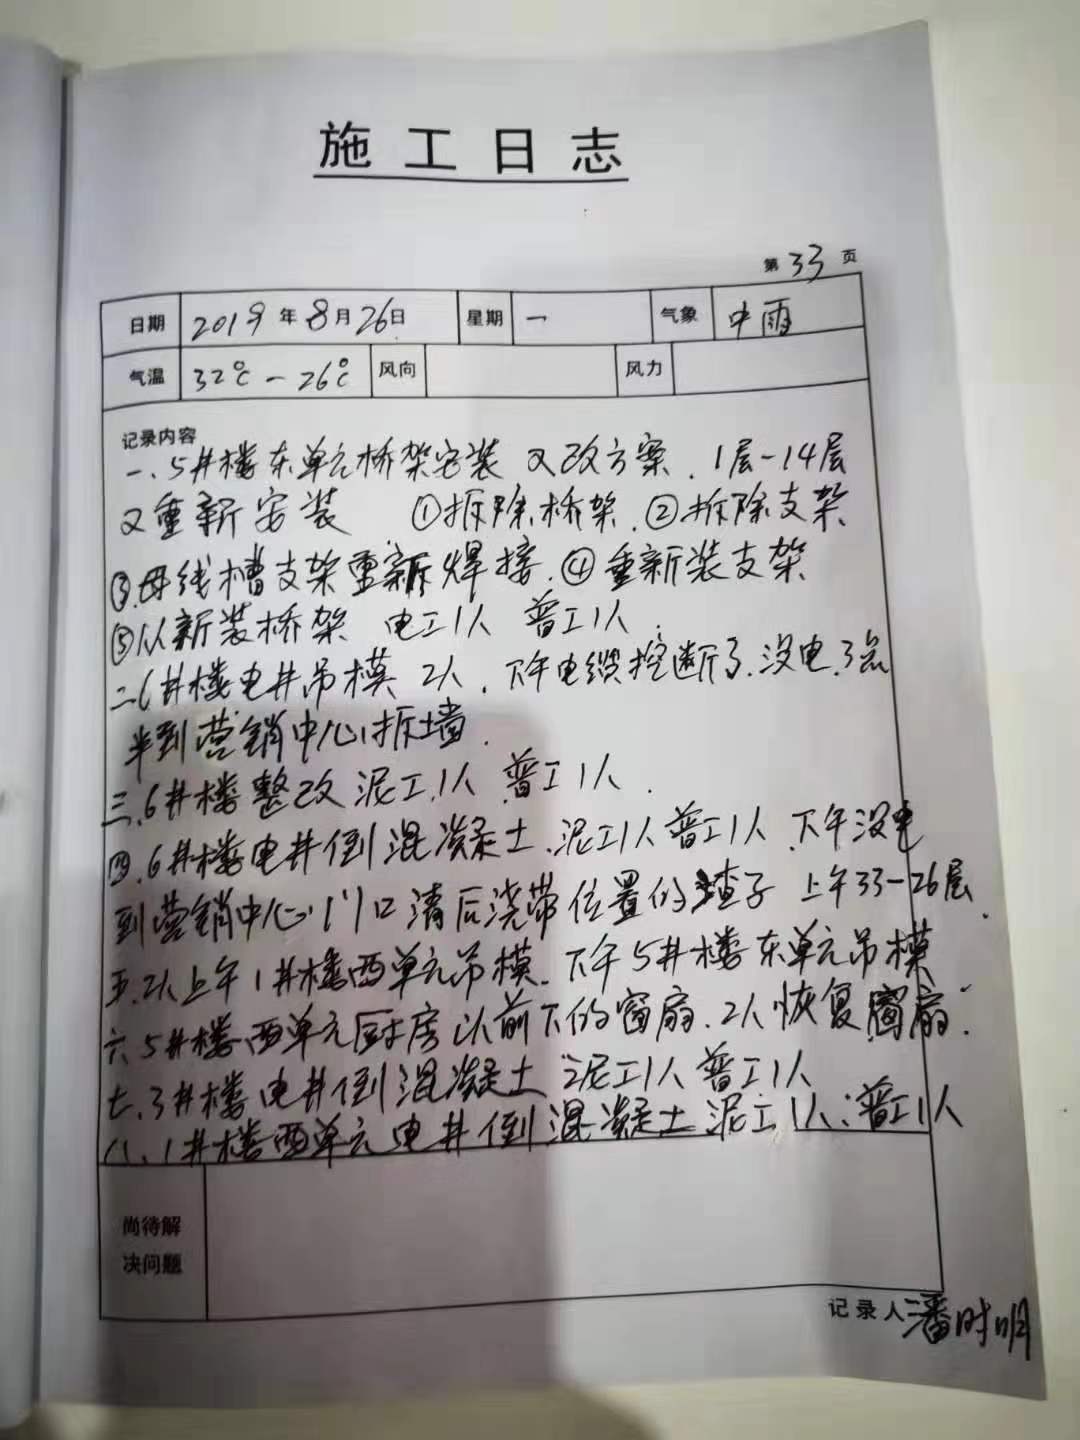 施工日志
第33页
日期 2019年8月26日 星期 一 气象 中雨
气温 32℃-26℃ 风向 风力
记录内容
一、5井楼东单元桥架安装 又改方案.1层-14层
又重新安装 ①拆除桥架.②拆除支架
③母线槽支架重新焊接.④重新装支架
⑤从新装桥架 电工1人 普工1人.
二6井楼电井吊模 2人.下午电缆挖断了.没电.3点
半到营销中心拆墙.
三.6井楼整改 泥工.1人 普工1人.
四.6井楼电井倒混凝土.泥工1人普工1人.下午没电
到营销中心门口清后浇带位置的渣子 上午33-26层.
五.2人上午1井楼西单元吊模.下午5井楼东单元吊模
六5井楼西单元厨房以前下的窗扇.2人恢复窗扇.
七.3井楼电井倒混凝土 泥工1人普工1人
八、1井楼西单元电井倒混凝土泥工1人.普工1人
尚待解
决问题
记录人潘时明